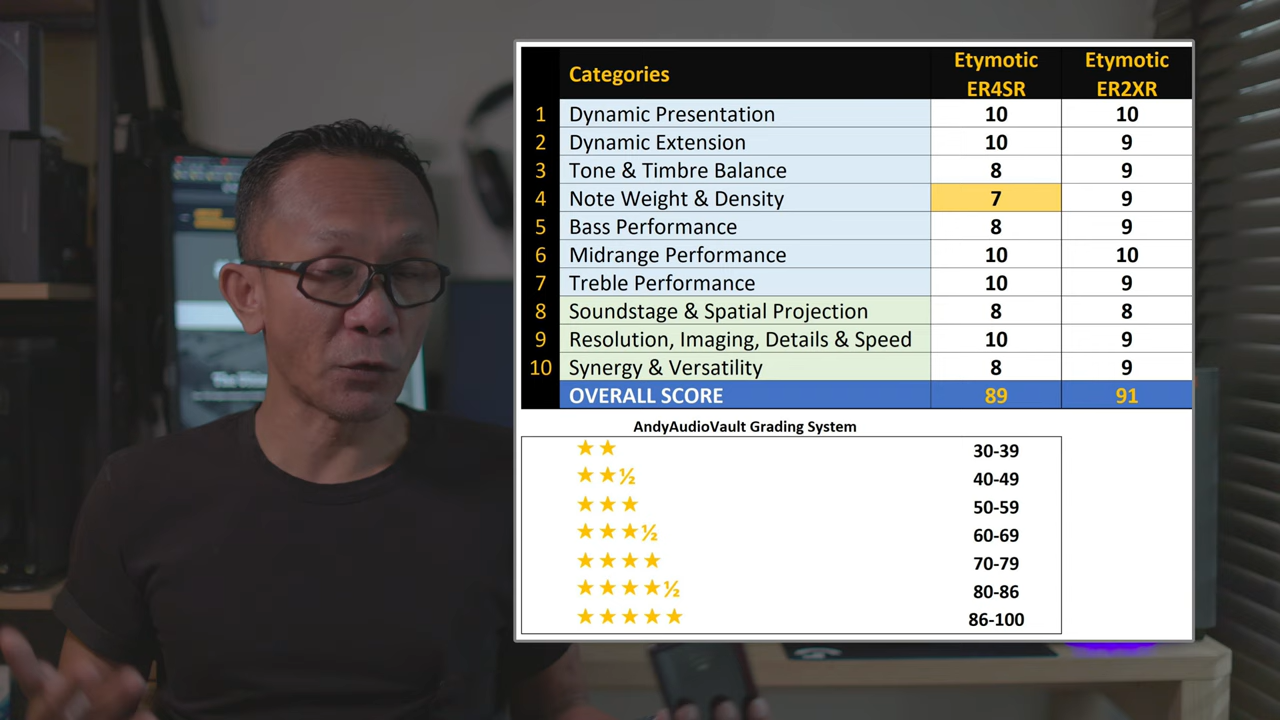 Categories Etymotic ER4SR Etymotic ER2XR
1 Dynamic Presentation 10 10
2 Dynamic Extension 10 9
3 Tone & Timbre Balance 8 9
4 Note Weight & Density 7 9
5 Bass Performance 8 9
6 Midrange Performance 10 10
7 Treble Performance 10 9
8 Soundstage & Spatial Projection 8 8
9 Resolution, Imaging, Details & Speed 10 9
10 Synergy & Versatility 8 9
OVERALL SCORE 89 91
AndyAudioVault Grading System
★★ 30-39
★★½ 40-49
★★★ 50-59
★★★½ 60-69
★★★★ 70-79
★★★★½ 80-86
★★★★★ 86-100